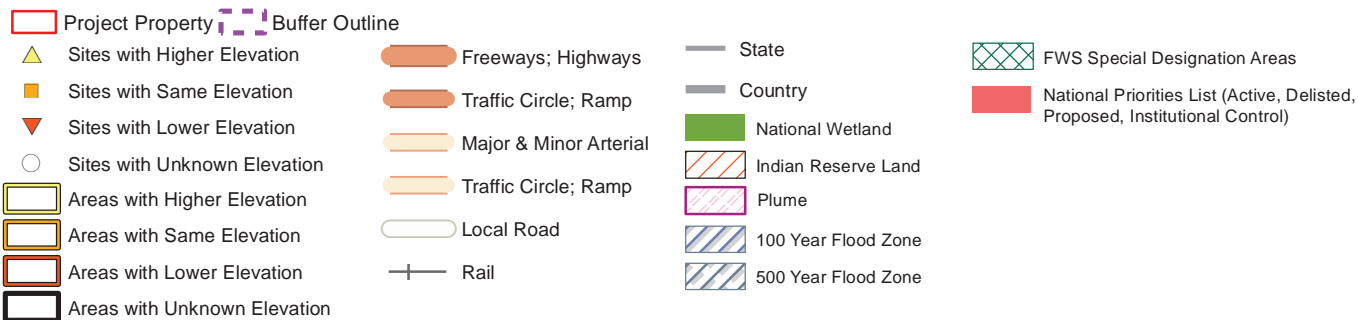 Project Property Buffer Outline
Sites with Higher Elevation
Sites with Same Elevation
Sites with Lower Elevation
Sites with Unknown Elevation
Areas with Higher Elevation
Areas with Same Elevation
Areas with Lower Elevation
Areas with Unknown Elevation
Freeways; Highways
Traffic Circle; Ramp
Major & Minor Arterial
Traffic Circle; Ramp
Local Road
Rail
State
Country
National Wetland
Indian Reserve Land
Plume
100 Year Flood Zone
500 Year Flood Zone
FWS Special Designation Areas
National Priorities List (Active, Delisted,
Proposed, Institutional Control)